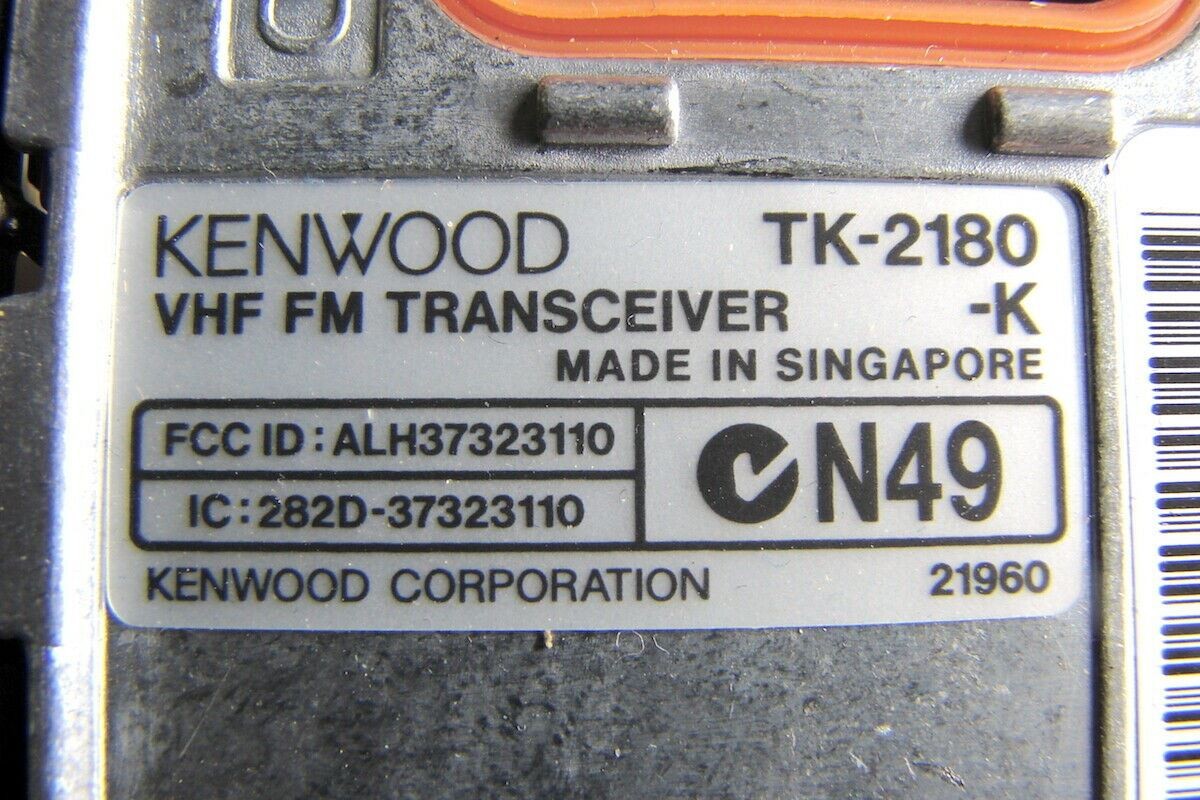 KENWOOD TK-2180
VHF FM TRANSCEIVER -K
MADE IN SINGAPORE
FCC ID : ALH37323110
IC : 282D-37323110
N49
KENWOOD CORPORATION 21960